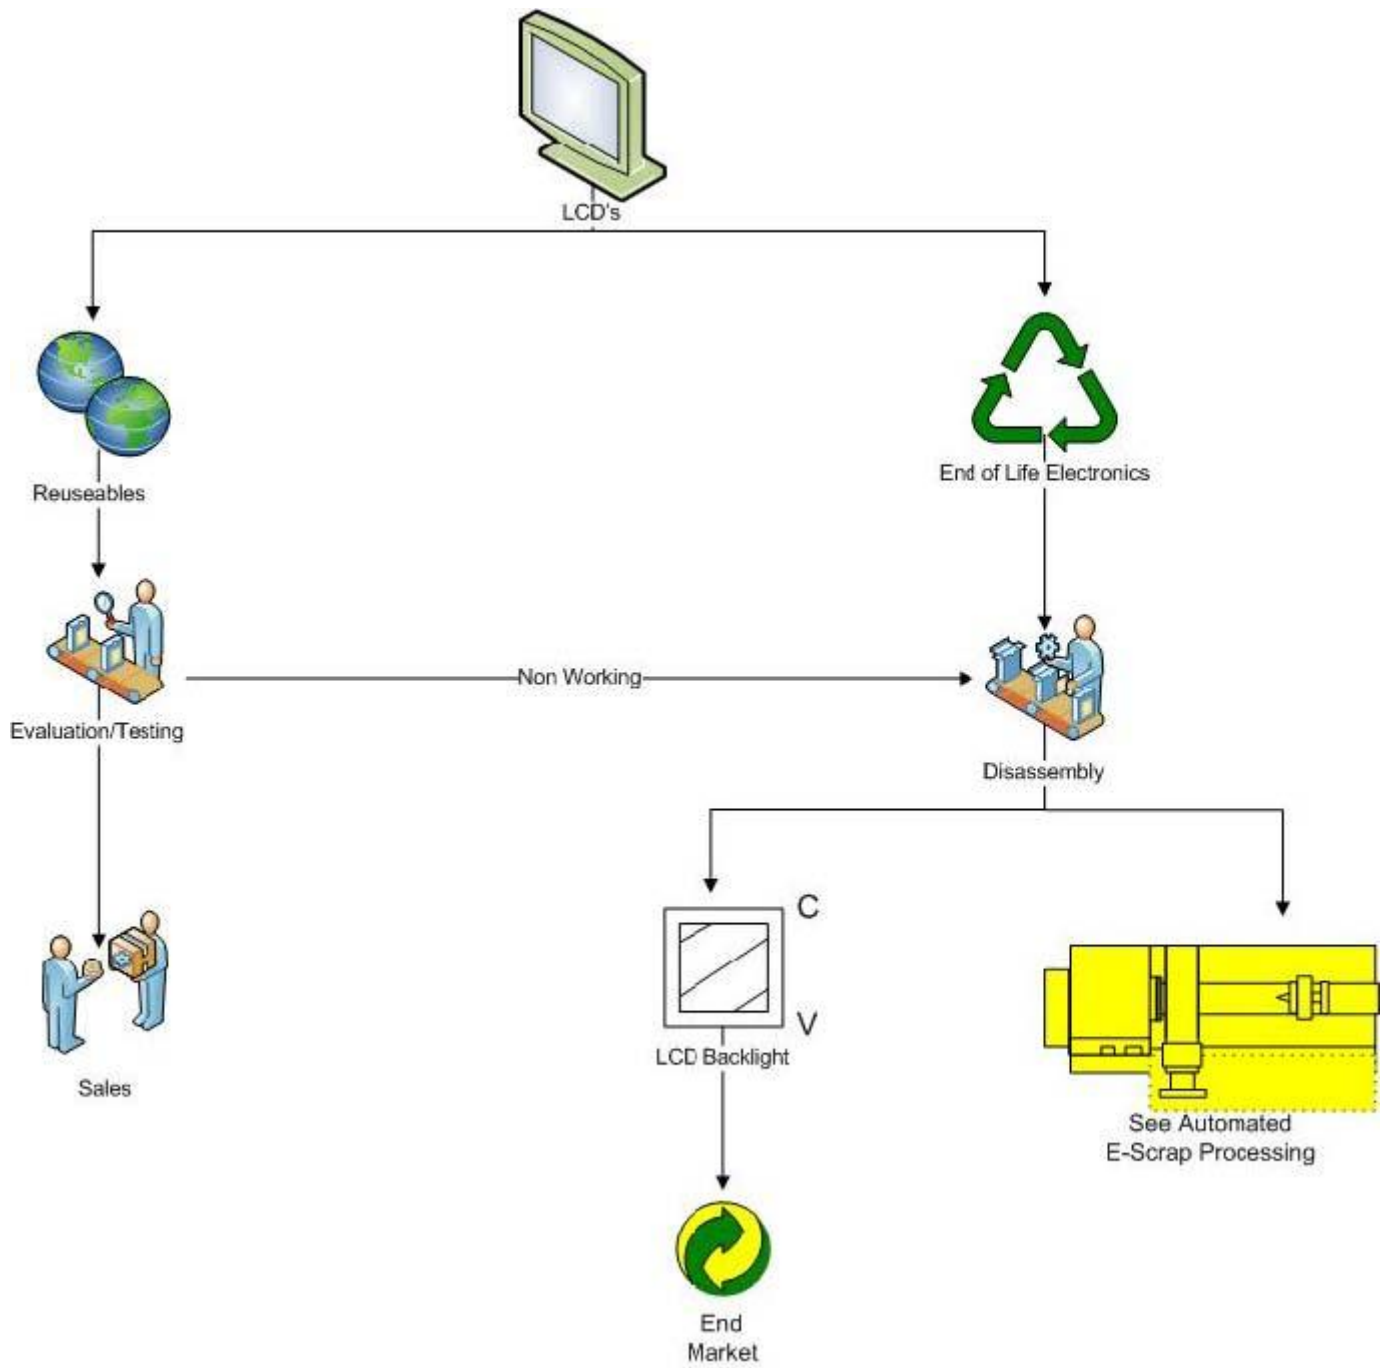 LCD's
Reuseables
End of Life Electronics
Evaluation/Testing
Non Working
Disassembly
C
V
LCD Backlight
Sales
See Automated
E-Scrap Processing
End
Market